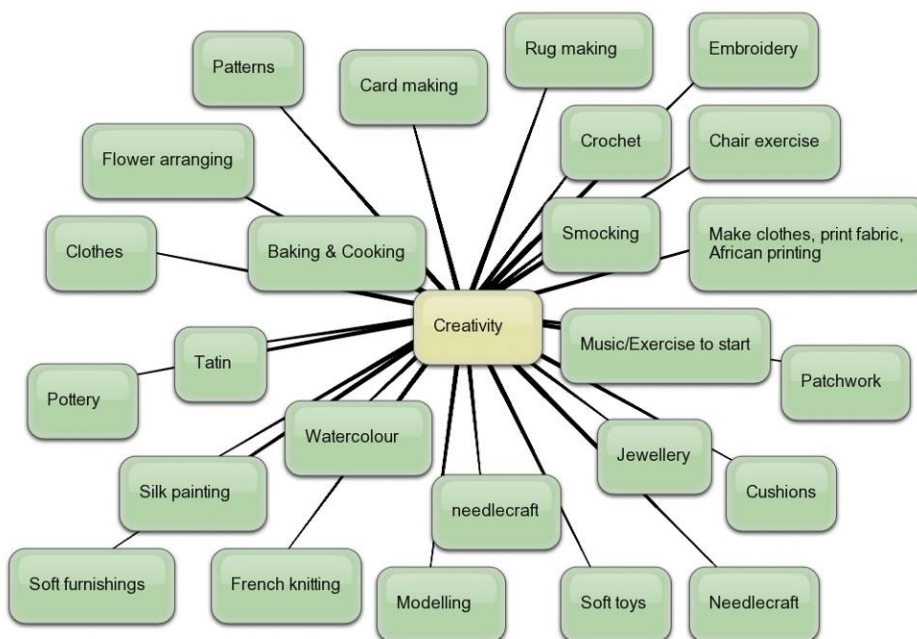 Rug making
Embroidery
Patterns
Card making
Crochet
Chair exercise
Flower arranging
Smocking
Make clothes, print fabric,
African printing
Clothes
Baking & Cooking
Creativity
Music/Exercise to start
Tatin
Patchwork
Pottery
Watercolour
Jewellery
Silk painting
Cushions
needlecraft
Soft furnishings
French knitting
Modelling
Soft toys
Needlecraft